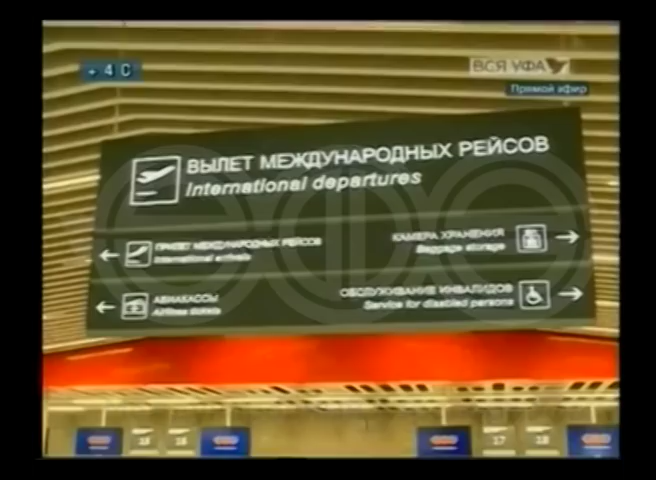 + 4 С
ВСЯ УФА
Прямой эфир
ВЫЛЕТ МЕЖДУНАРОДНЫХ РЕЙСОВ
International departures
ПРИЛЕТ МЕЖДУНАРОДНЫХ РЕЙСОВ
International arrivals
КАМЕРА ХРАНЕНИЯ
Baggage storage
АВИАКАССЫ
Airlines tickets
ОБСЛУЖИВАНИЕ ИНВАЛИДОВ
Service for disabled persons
15 16 17 18